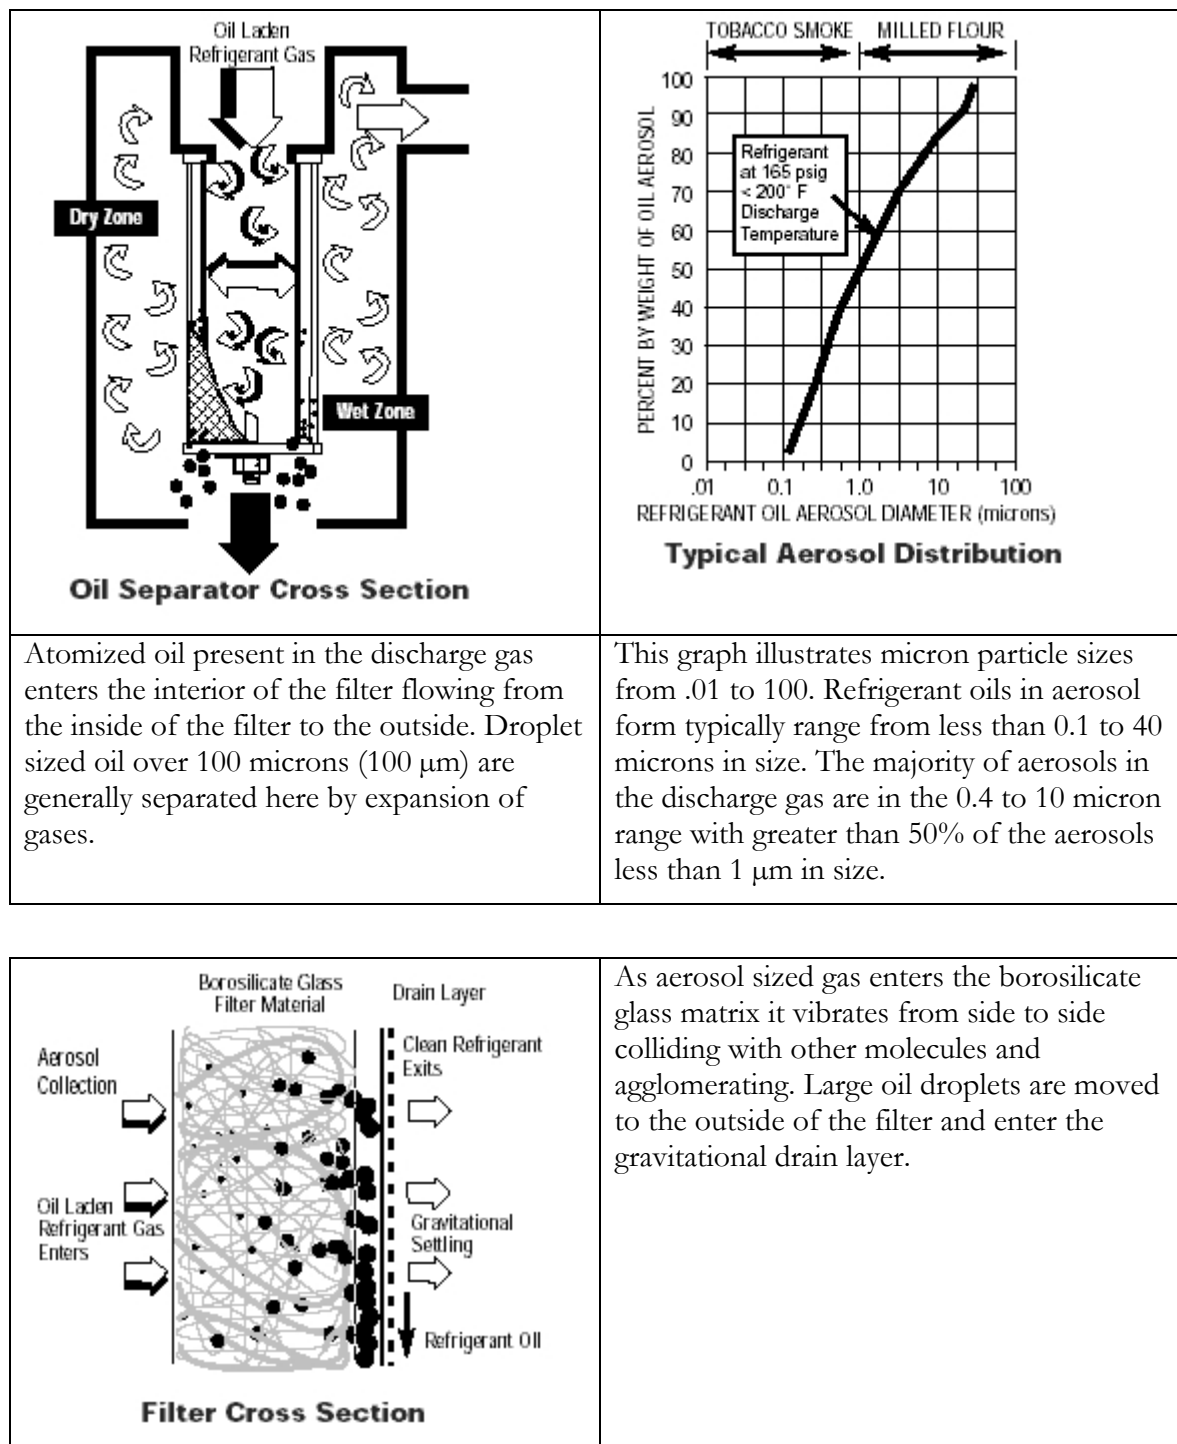 Oil Laden
Refrigerant Gas
Dry Zone
Wet Zone
Oil Separator Cross Section
TOBACCO SMOKE
MILLED FLOUR
PERCENT BY WEIGHT OF OIL AEROSOL
100
90
80
70
60
50
40
30
20
10
0
Refrigerant
at 165 psig
< 200° F
Discharge
Temperature
.01
0.1
1.0
10
100
REFRIGERANT OIL AEROSOL DIAMETER (microns)
Typical Aerosol Distribution
Atomized oil present in the discharge gas
enters the interior of the filter flowing from
the inside of the filter to the outside. Droplet
sized oil over 100 microns (100 μm) are
generally separated here by expansion of
gases.
This graph illustrates micron particle sizes
from .01 to 100. Refrigerant oils in aerosol
form typically range from less than 0.1 to 40
microns in size. The majority of aerosols in
the discharge gas are in the 0.4 to 10 micron
range with greater than 50% of the aerosols
less than 1 μm in size.
Borosilicate Glass
Filter Material
Drain Layer
Aerosol
Collection
Clean Refrigerant
Exits
Oil Laden
Refrigerant Gas
Enters
Gravitational
Settling
Refrigerant Oil
Filter Cross Section
As aerosol sized gas enters the borosilicate
glass matrix it vibrates from side to side
colliding with other molecules and
agglomerating. Large oil droplets are moved
to the outside of the filter and enter the
gravitational drain layer.